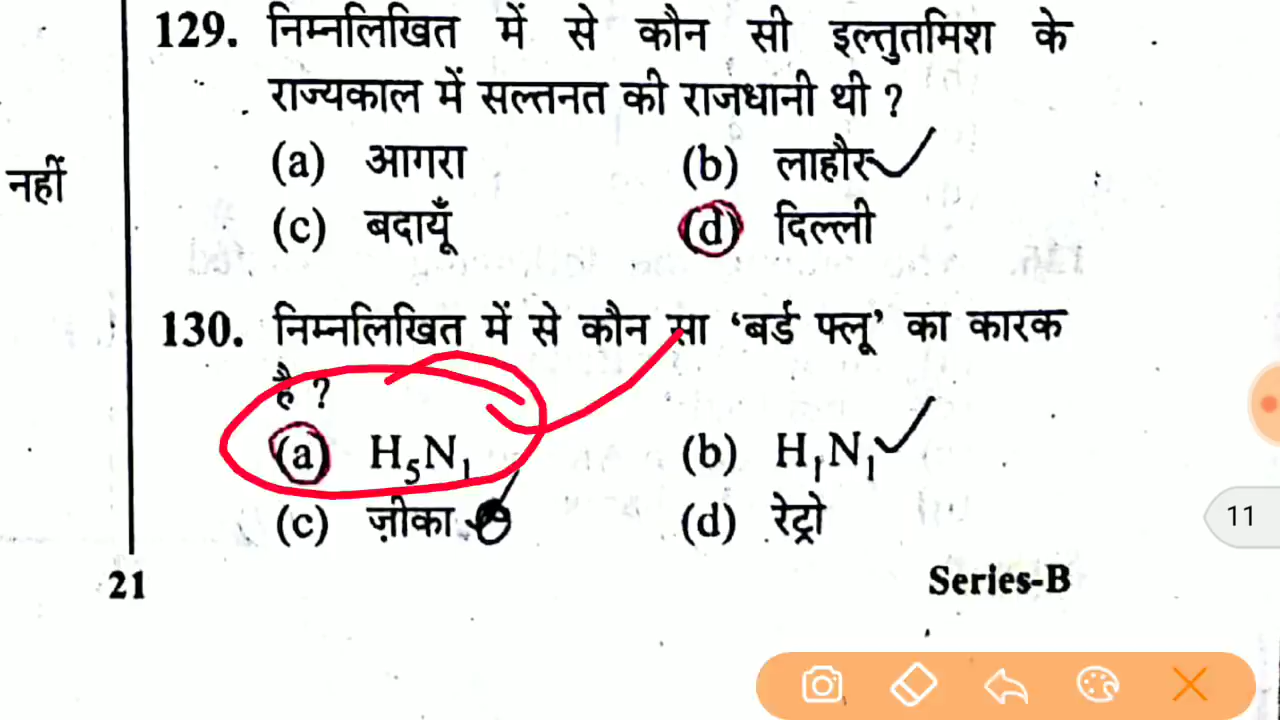 129. निम्नलिखित में से कौन सी इल्तुतमिश के
राज्यकाल में सल्तनत की राजधानी थी ?
(a) आगरा (b) लाहौर
नहीं
(c) बदायूँ (d) दिल्ली
130. निम्नलिखित में से कौन सा ‘बर्ड फ्लू’ का कारक
है ?
(a) H₅N₁ (b) H₁N₁
(c) ज़ीका (d) रेट्रो
11
21 Series-B